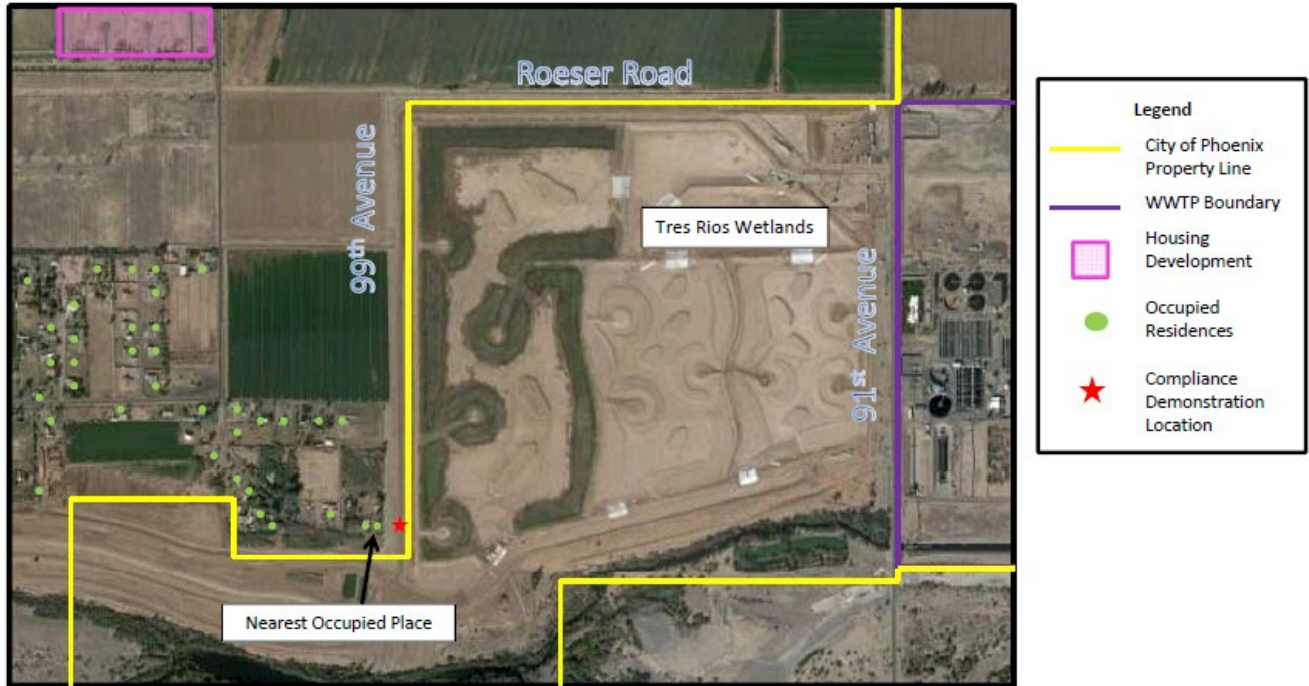 Roeser Road
99th Avenue
Tres Rios Wetlands
91st Avenue
Nearest Occupied Place
Legend
City of Phoenix
Property Line
WWTP Boundary
Housing
Development
Occupied
Residences
Compliance
Demonstration
Location